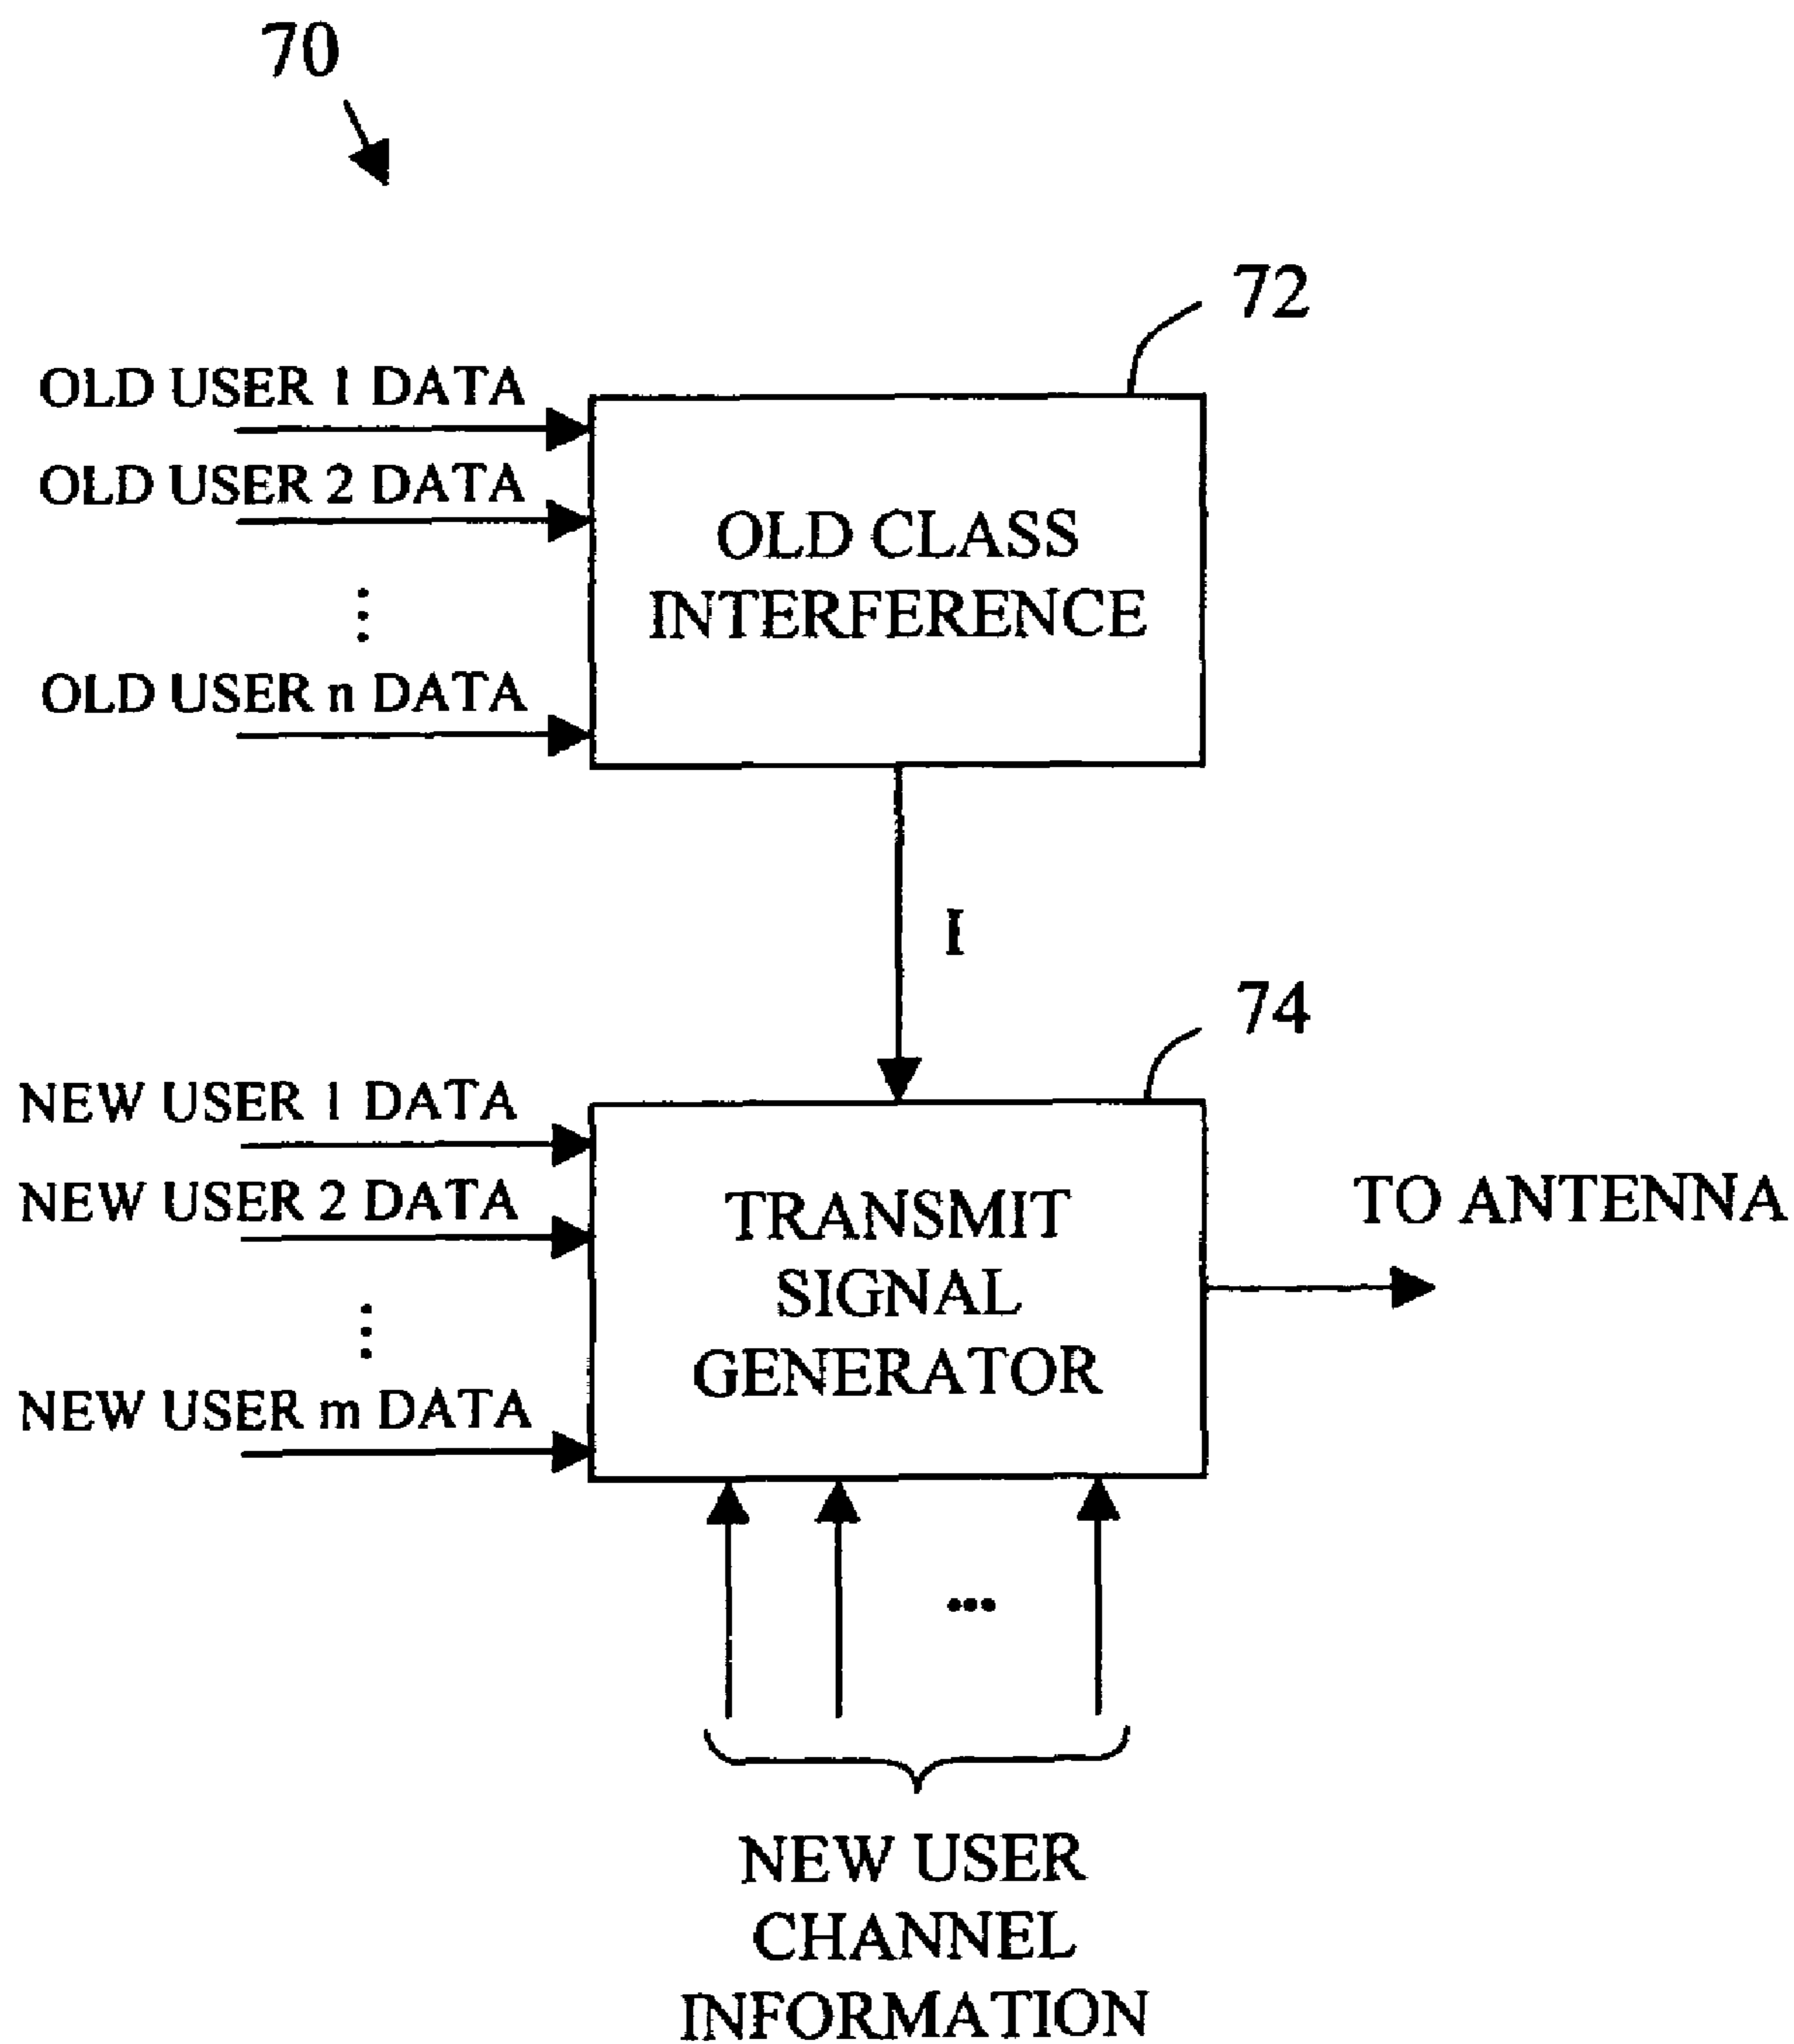 70
72
OLD USER 1 DATA
OLD USER 2 DATA
⋮
OLD USER n DATA
OLD CLASS
INTERFERENCE
I
74
NEW USER 1 DATA
NEW USER 2 DATA
⋮
NEW USER m DATA
TRANSMIT
SIGNAL
GENERATOR
TO ANTENNA
•••
NEW USER
CHANNEL
INFORMATION